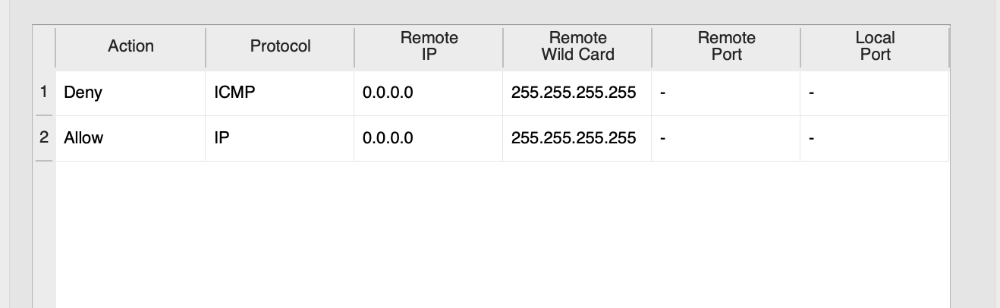 Action Protocol Remote IP Remote Wild Card Remote Port Local Port
1 Deny ICMP 0.0.0.0 255.255.255.255 - -
2 Allow IP 0.0.0.0 255.255.255.255 - -